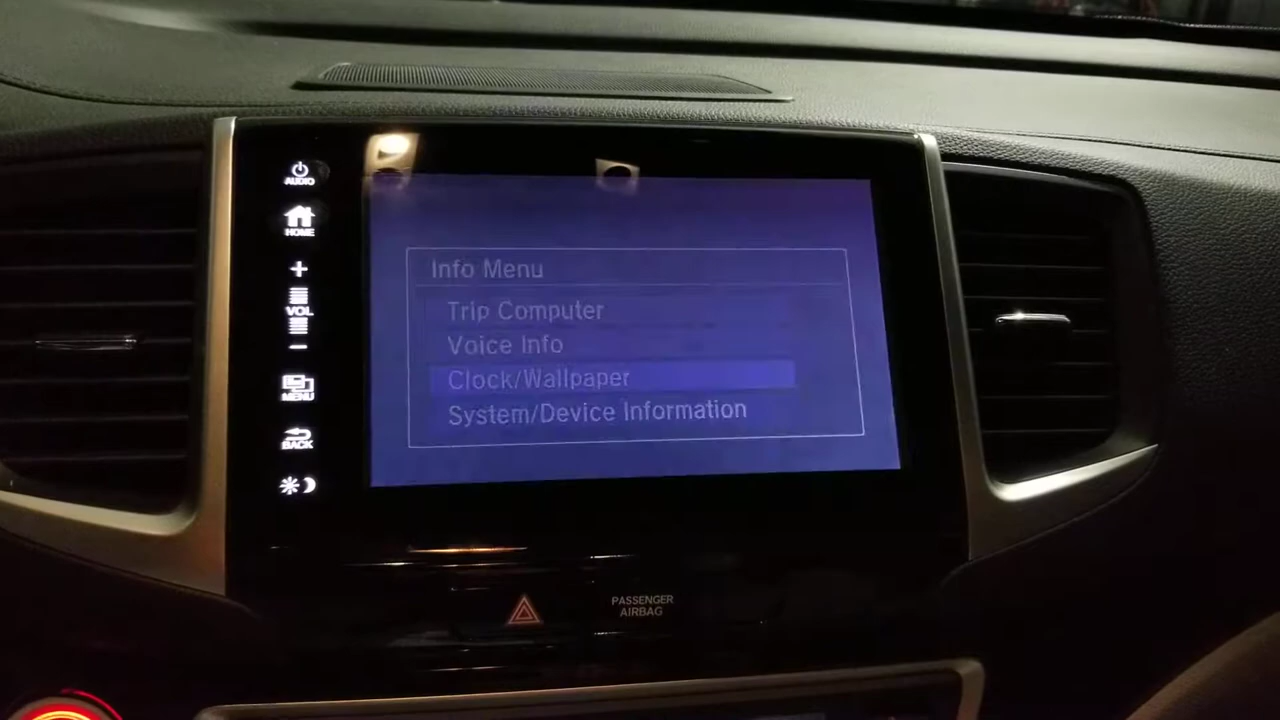 AUDIO
HOME
+
VOL
-
MENU
BACK
Info Menu
Trip Computer
Voice Info
Clock/Wallpaper
System/Device Information
PASSENGER
AIRBAG